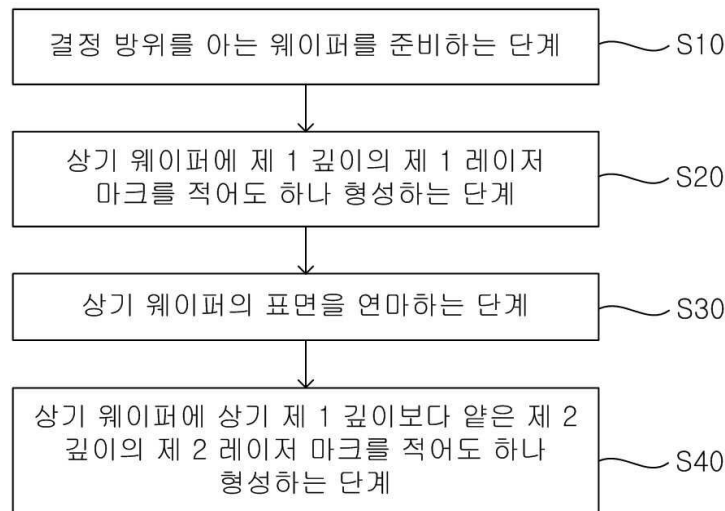 결정 방위를 아는 웨이퍼를 준비하는 단계
S10
상기 웨이퍼에 제 1 깊이의 제 1 레이저
마크를 적어도 하나 형성하는 단계
S20
상기 웨이퍼의 표면을 연마하는 단계
S30
상기 웨이퍼에 상기 제 1 깊이보다 얕은 제 2
깊이의 제 2 레이저 마크를 적어도 하나
형성하는 단계
S40